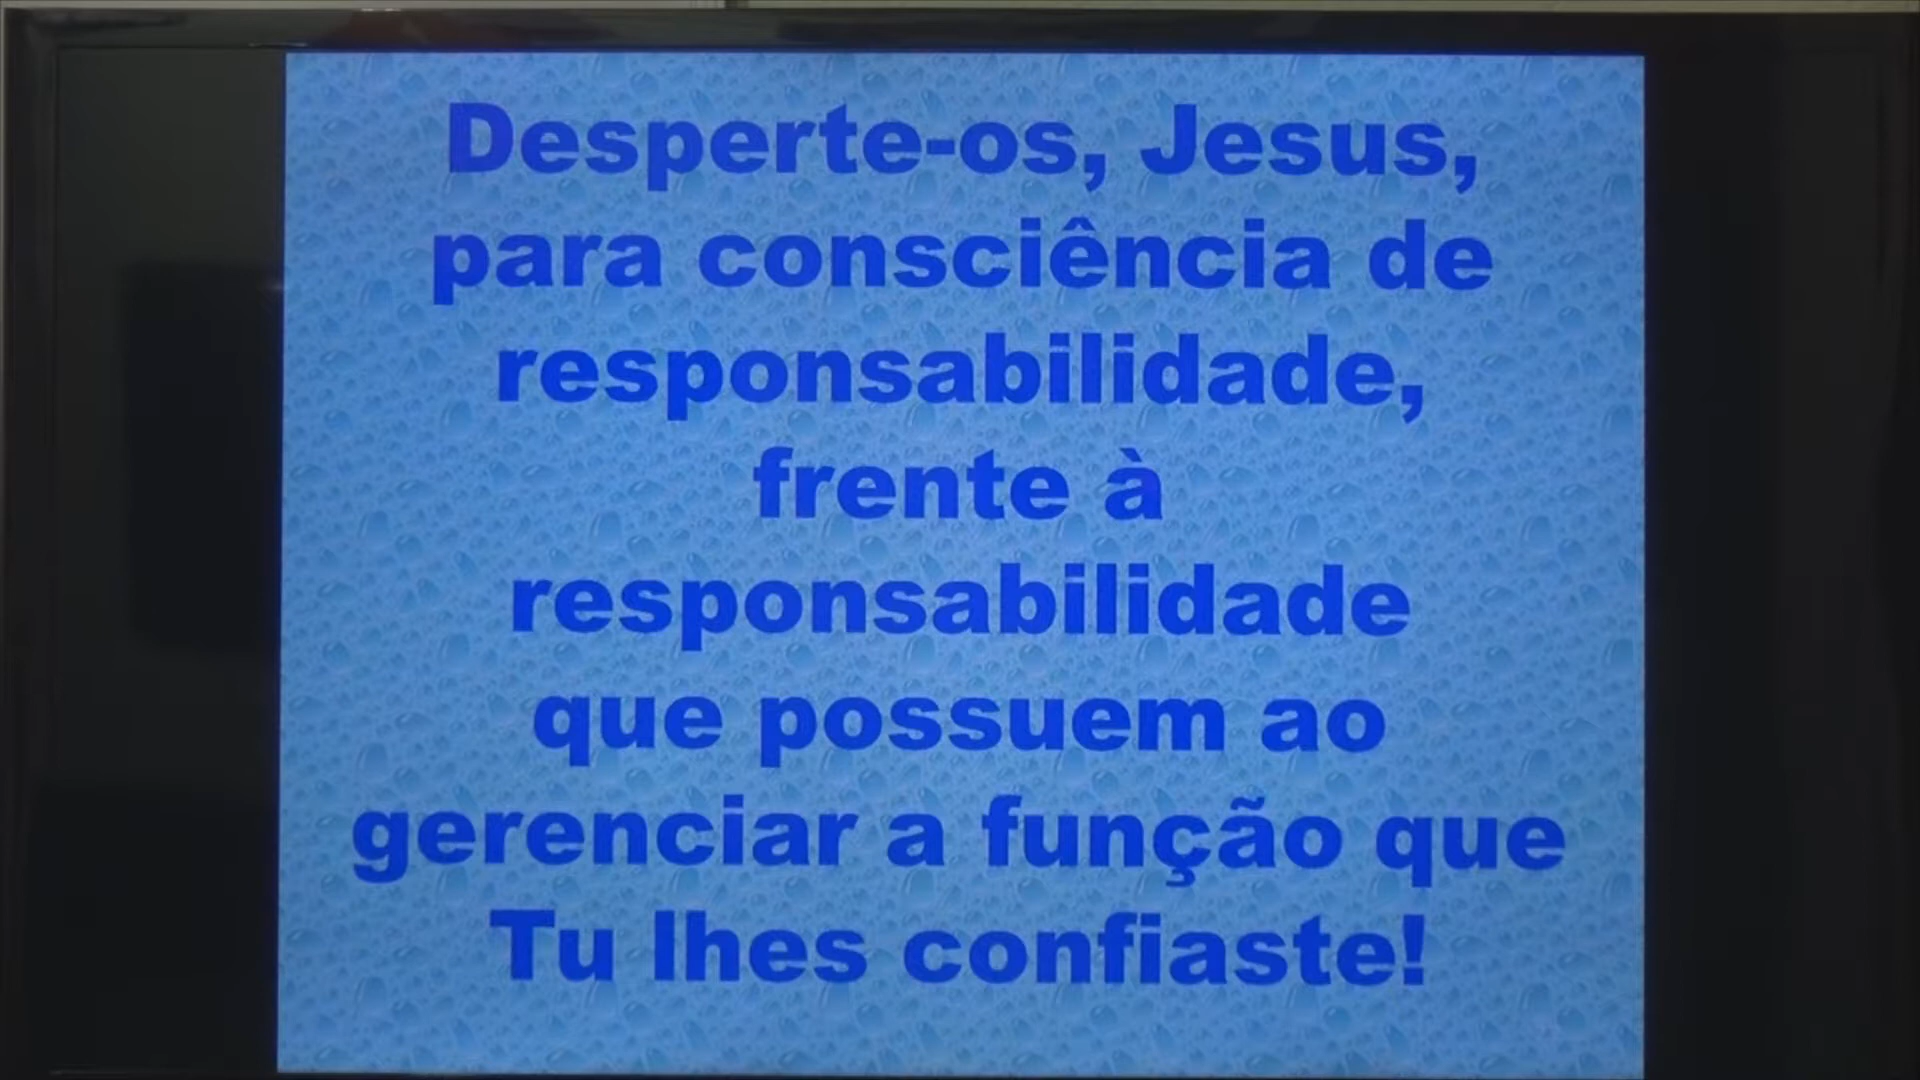 Desperte-os, Jesus,
para consciência de
responsabilidade,
frente à
responsabilidade
que possuem ao
gerenciar a função que
Tu lhes confiaste!